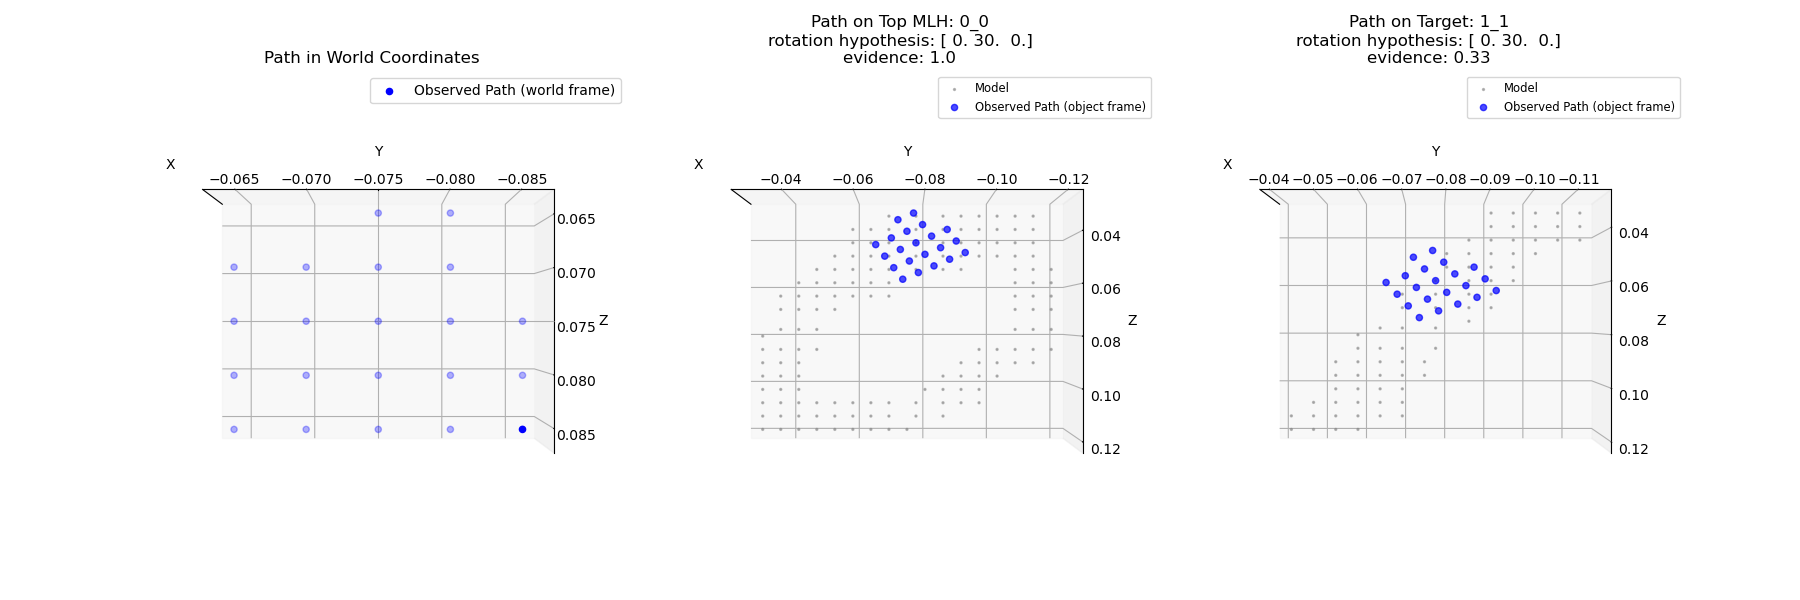 Path in World Coordinates
Observed Path (world frame)
X
Y
−0.065 −0.070 −0.075 −0.080 −0.085
0.065
0.070
0.075
Z
0.080
0.085
Path on Top MLH: 0_0
rotation hypothesis: [ 0. 30.  0.]
evidence: 1.0
Model
Observed Path (object frame)
X
Y
−0.04 −0.06 −0.08 −0.10 −0.12
0.04
0.06
Z
0.08
0.10
0.12
Path on Target: 1_1
rotation hypothesis: [ 0. 30.  0.]
evidence: 0.33
Model
Observed Path (object frame)
X
Y
−0.04 −0.05 −0.06 −0.07 −0.08 −0.09 −0.10 −0.11
0.04
0.06
Z
0.08
0.10
0.12